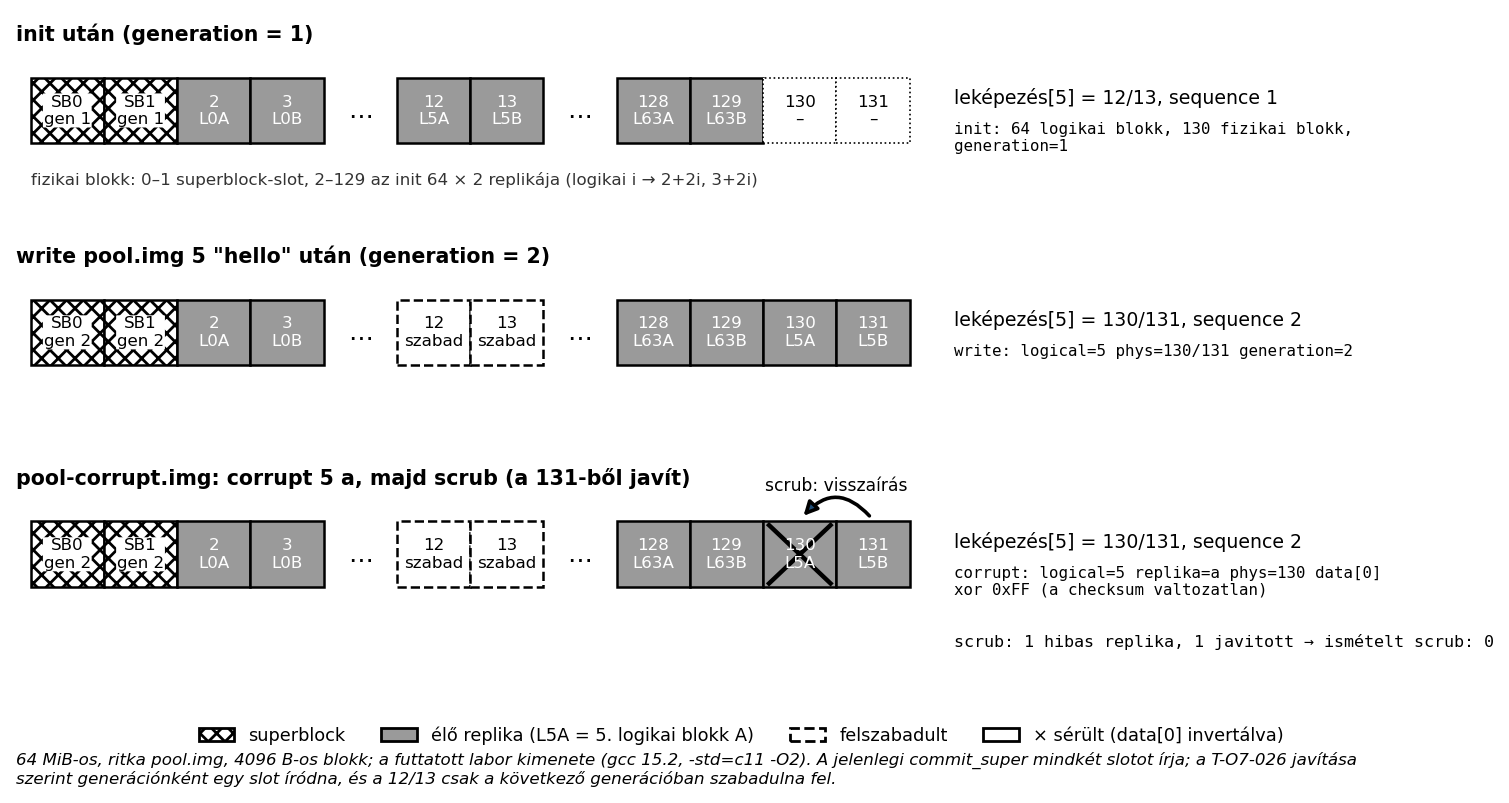 init után (generation = 1)
SB0 SB1 2 3 12 13 128 129 130 131
gen 1 gen 1 L0A L0B … L5A L5B … L63A L63B – –
leképezés[5] = 12/13, sequence 1
init: 64 logikai blokk, 130 fizikai blokk,
generation=1
fizikai blokk: 0–1 superblock-slot, 2–129 az init 64 × 2 replikája (logikai i → 2+2i, 3+2i)
write pool.img 5 "hello" után (generation = 2)
SB0 SB1 2 3 12 13 128 129 130 131
gen 2 gen 2 L0A L0B … szabad szabad … L63A L63B L5A L5B
leképezés[5] = 130/131, sequence 2
write: logical=5 phys=130/131 generation=2
pool-corrupt.img: corrupt 5 a, majd scrub (a 131-ből javít)
scrub: visszaírás
SB0 SB1 2 3 12 13 128 129 130 131
gen 2 gen 2 L0A L0B … szabad szabad … L63A L63B L5A L5B
leképezés[5] = 130/131, sequence 2
corrupt: logical=5 replika=a phys=130 data[0]
xor 0xFF (a checksum valtozatlan)
scrub: 1 hibas replika, 1 javitott → ismételt scrub: 0
superblock élő replika (L5A = 5. logikai blokk A) felszabadult × sérült (data[0] invertálva)
64 MiB-os, ritka pool.img, 4096 B-os blokk; a futtatott labor kimenete (gcc 15.2, -std=c11 -O2). A jelenlegi commit_super mindkét slotot írja; a T-O7-026 javítása
szerint generációnként egy slot íródna, és a 12/13 csak a következő generációban szabadulna fel.